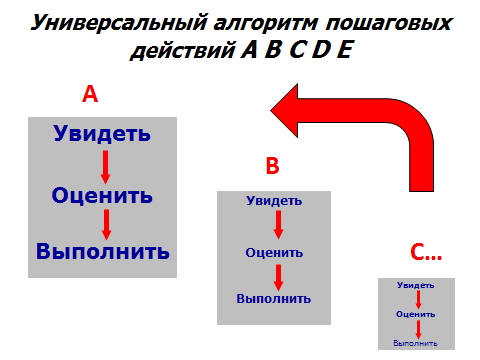 Универсальный алгоритм пошаговых
действий A B C D E
A
Увидеть
Оценить
Выполнить
B
Увидеть
Оценить
Выполнить
C...
Увидеть
Оценить
Выполнить